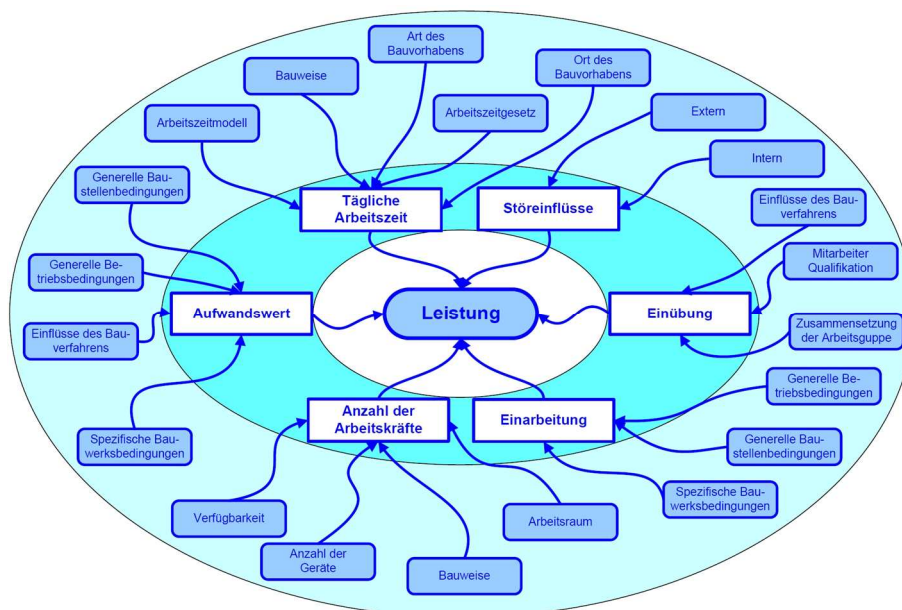 Art des
Bauvorhabens
Bauweise
Ort des
Bauvorhabens
Arbeitszeitmodell
Arbeitszeitgesetz
Extern
Intern
Generelle Bau-
stellenbedingungen
Tägliche
Arbeitszeit
Störeinflüsse
Einflüsse des Bau-
verfahrens
Generelle Be-
triebsbedingungen
Mitarbeiter
Qualifikation
Aufwandswert
Leistung
Einübung
Einflüsse des Bau-
verfahrens
Zusammensetzung
der Arbeitsguppe
Generelle Be-
triebsbedingungen
Anzahl der
Arbeitskräfte
Einarbeitung
Spezifische Bau-
werksbedingungen
Generelle Bau-
stellenbedingungen
Spezifische Bau-
werksbedingungen
Verfügbarkeit
Arbeitsraum
Anzahl der
Geräte
Bauweise